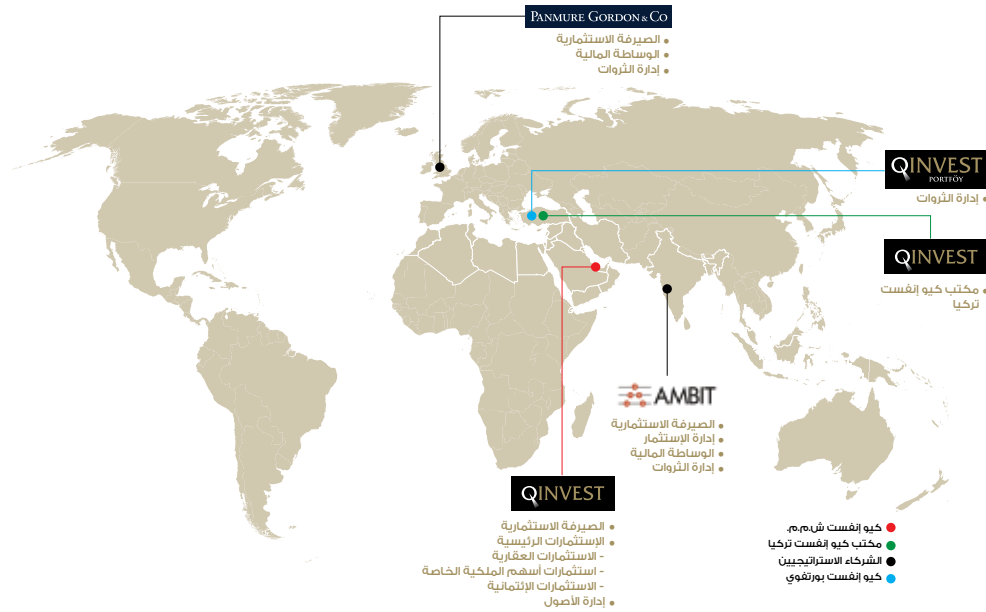 PANMURE GORDON & CO
• الصيرفة الاستثمارية
• الوساطة المالية
• إدارة الثروات
QINVEST
PORTFÖY
• إدارة الثروات
QINVEST
• مكتب كيو إنفست
تركيا
AMBIT
• الصيرفة الاستثمارية
• إدارة الإستثمار
• الوساطة المالية
• إدارة الثروات
QINVEST
• الصيرفة الاستثمارية
• الإستثمارات الرئيسية
- الاستثمارات العقارية
- استثمارات أسهم الملكية الخاصة
- الاستثمارات الإئتمانية
• إدارة الأصول
كيو إنفست ش.م.م.
مكتب كيو إنفست تركيا
الشركاء الاستراتيجيين
كيو إنفست بورتفوي